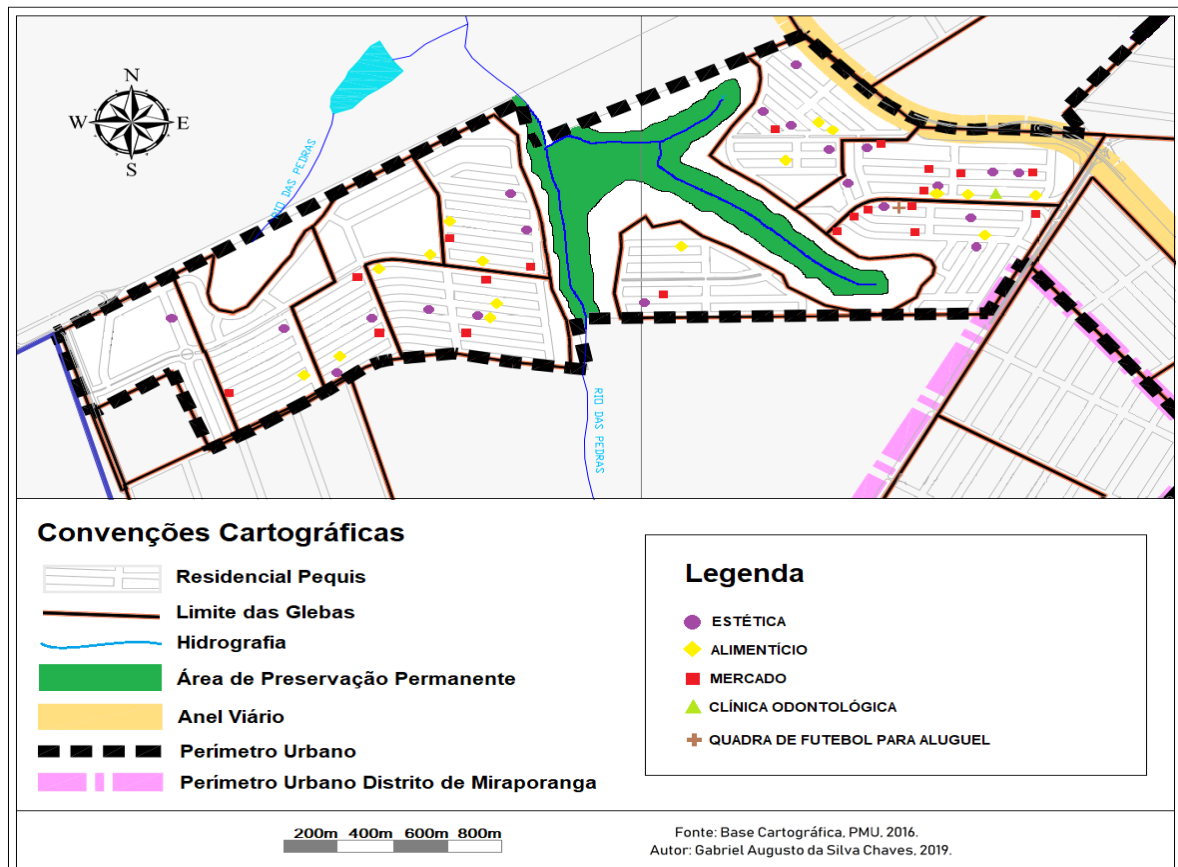 N
W E
S
RIO DAS PEDRAS
RIO DAS PEDRAS
Convenções Cartográficas
Residencial Pequis
Limite das Glebas
Hidrografia
Área de Preservação Permanente
Anel Viário
Perímetro Urbano
Perímetro Urbano Distrito de Miraporanga
Legenda
ESTÉTICA
ALIMENTÍCIO
MERCADO
CLÍNICA ODONTOLÓGICA
QUADRA DE FUTEBOL PARA ALUGUEL
200m 400m 600m 800m
Fonte: Base Cartográfica, PMU, 2016.
Autor: Gabriel Augusto da Silva Chaves, 2019.